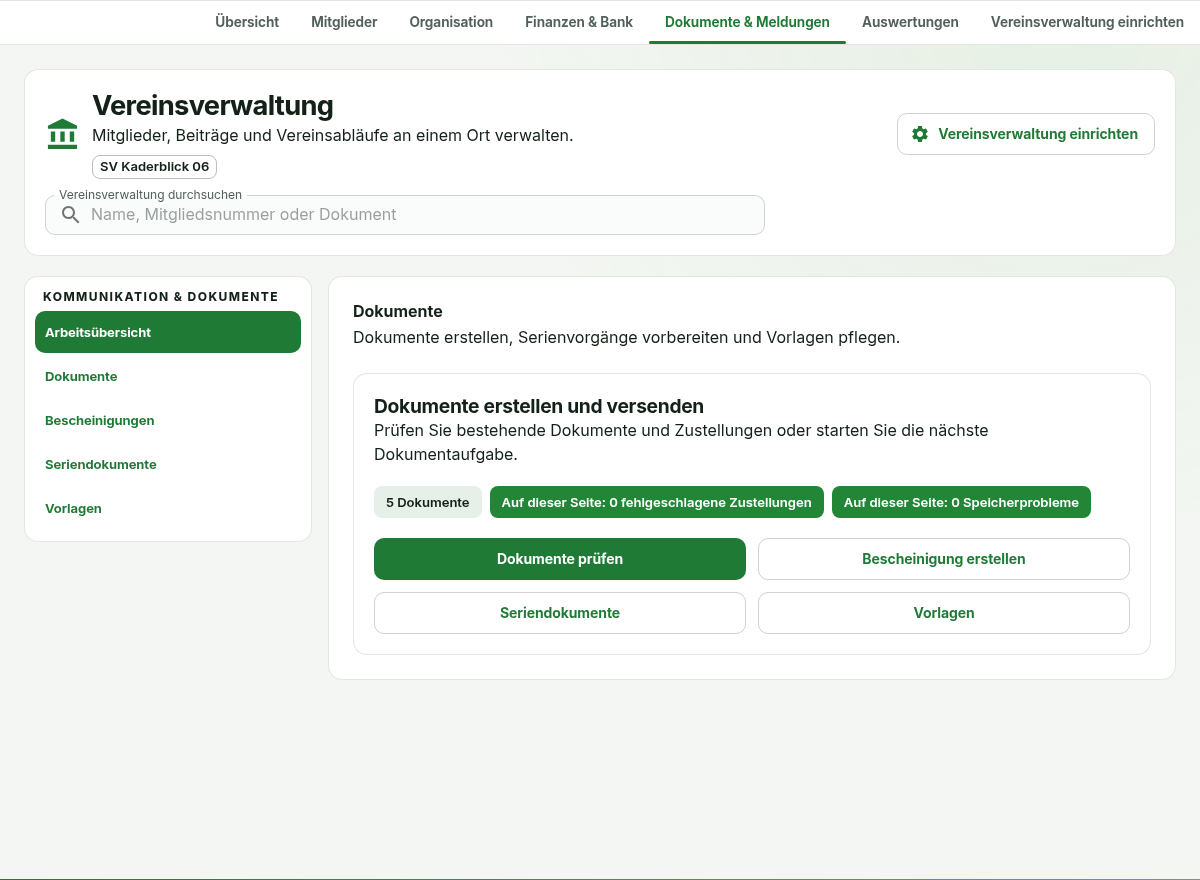 Übersicht
Mitglieder
Organisation
Finanzen & Bank
Dokumente & Meldungen
Auswertungen
Vereinsverwaltung einrichten
Vereinsverwaltung
Mitglieder, Beiträge und Vereinsabläufe an einem Ort verwalten.
SV Kaderblick 06
Vereinsverwaltung einrichten
Vereinsverwaltung durchsuchen
Name, Mitgliedsnummer oder Dokument
KOMMUNIKATION & DOKUMENTE
Arbeitsübersicht
Dokumente
Bescheinigungen
Seriendokumente
Vorlagen
Dokumente
Dokumente erstellen, Serienvorgänge vorbereiten und Vorlagen pflegen.
Dokumente erstellen und versenden
Prüfen Sie bestehende Dokumente und Zustellungen oder starten Sie die nächste
Dokumentaufgabe.
5 Dokumente
Auf dieser Seite: 0 fehlgeschlagene Zustellungen
Auf dieser Seite: 0 Speicherprobleme
Dokumente prüfen
Bescheinigung erstellen
Seriendokumente
Vorlagen